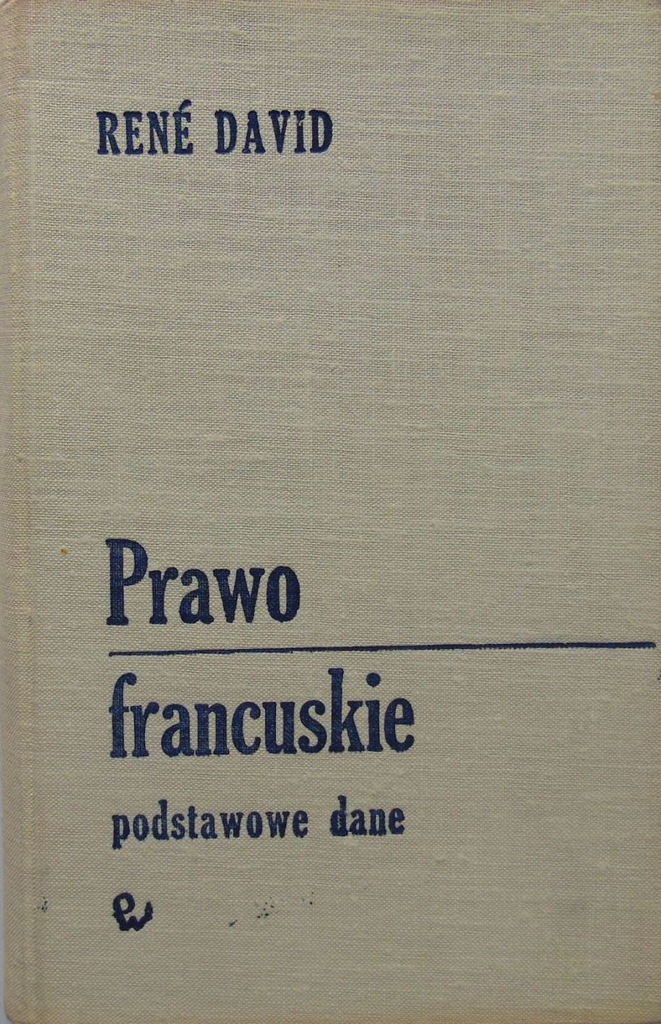 RENÉ DAVID
Prawo
francuskie
podstawowe dane